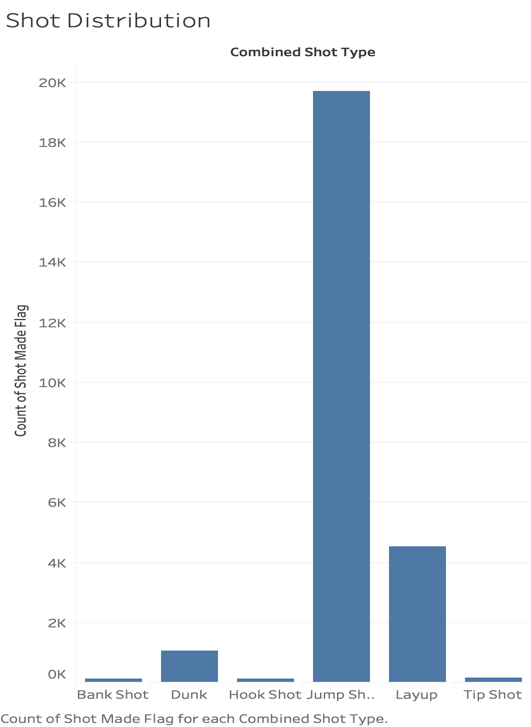 Shot Distribution
Combined Shot Type
20K
18K
16K
14K
12K
10K
8K
6K
4K
2K
0K
Count of Shot Made Flag
Bank Shot Dunk Hook Shot Jump Sh.. Layup Tip Shot
Count of Shot Made Flag for each Combined Shot Type.